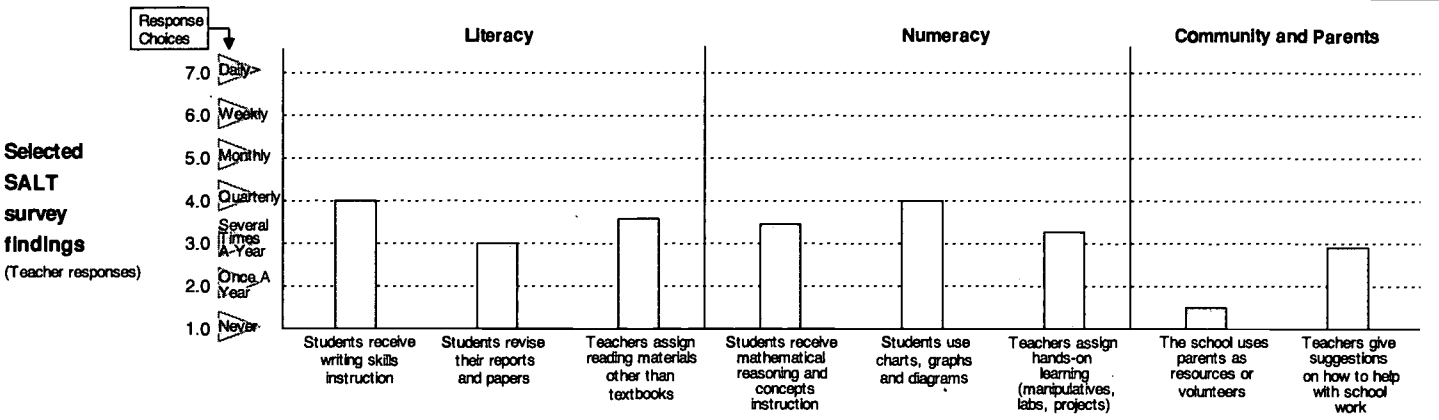 Response
Choices
Literacy
Numeracy
Community and Parents
Selected
SALT
survey
findings
(Teacher responses)
7.0 Daily
6.0 Weekly
5.0 Monthly
4.0 Quarterly
3.0 Several
Times
A-Year
2.0 Once A
Year
1.0 Never
Students receive
writing skills
instruction
Students revise
their reports
and papers
Teachers assign
reading materials
other than
textbooks
Students receive
mathematical
reasoning and
concepts
instruction
Students use
charts, graphs
and diagrams
Teachers assign
hands-on
learning
(manipulatives,
labs, projects)
The school uses
parents as
resources or
volunteers
Teachers give
suggestions
on how to help
with school
work